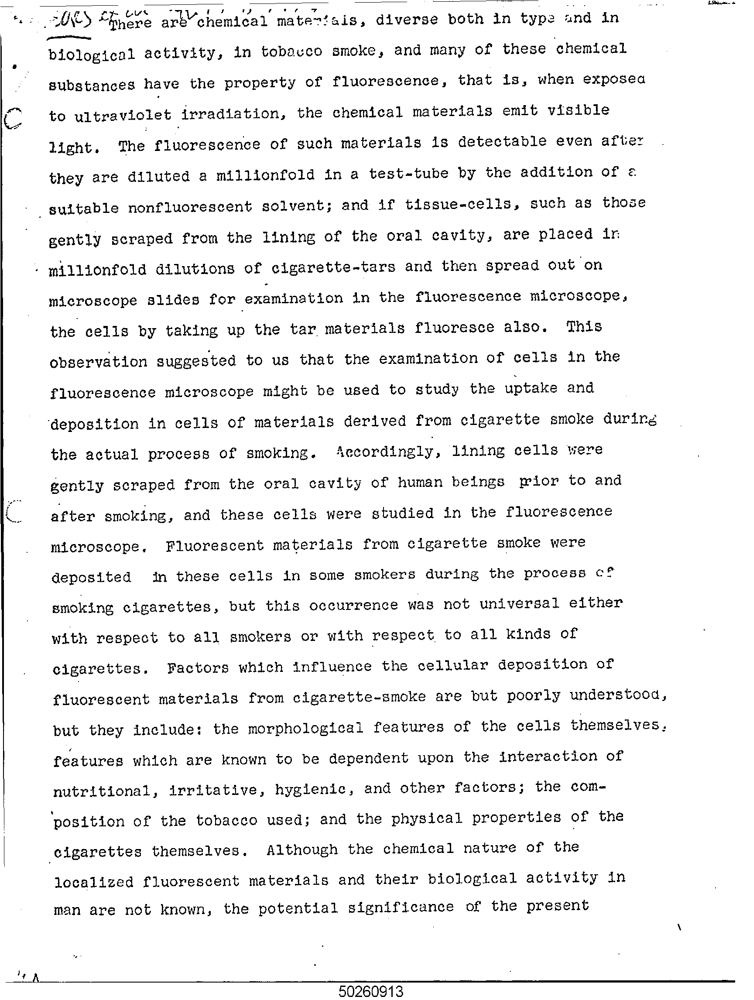 There are chemical materials, diverse both in type and in
biological activity, in tobacco smoke, and many of these chemical
substances have the property of fluorescence, that is, when exposed
to ultraviolet irradiation, the chemical materials emit visible
light. The fluorescence of such materials is detectable even after
they are diluted a millionfold in a test-tube by the addition of a
suitable nonfluorescent solvent; and if tissue-cells, such as those
gently scraped from the lining of the oral cavity, are placed in
millionfold dilutions of cigarette-tars and then spread out on
microscope slides for examination in the fluorescence microscope,
the cells by taking up the tar materials fluoresce also. This
observation suggested to us that the examination of cells in the
fluorescence microscope might be used to study the uptake and
deposition in cells of materials derived from cigarette smoke during
the actual process of smoking. Accordingly, lining cells were
gently scraped from the oral cavity of human beings prior to and
after smoking, and these cells were studied in the fluorescence
microscope. Fluorescent materials from cigarette smoke were
deposited in these cells in some smokers during the process of
smoking cigarettes, but this occurrence was not universal either
with respect to all smokers or with respect to all kinds of
cigarettes. Factors which influence the cellular deposition of
fluorescent materials from cigarette-smoke are but poorly understood,
but they include: the morphological features of the cells themselves,
features which are known to be dependent upon the interaction of
nutritional, irritative, hygienic, and other factors; the com-
position of the tobacco used; and the physical properties of the
cigarettes themselves. Although the chemical nature of the
localized fluorescent materials and their biological activity in
man are not known, the potential significance of the present
50260913